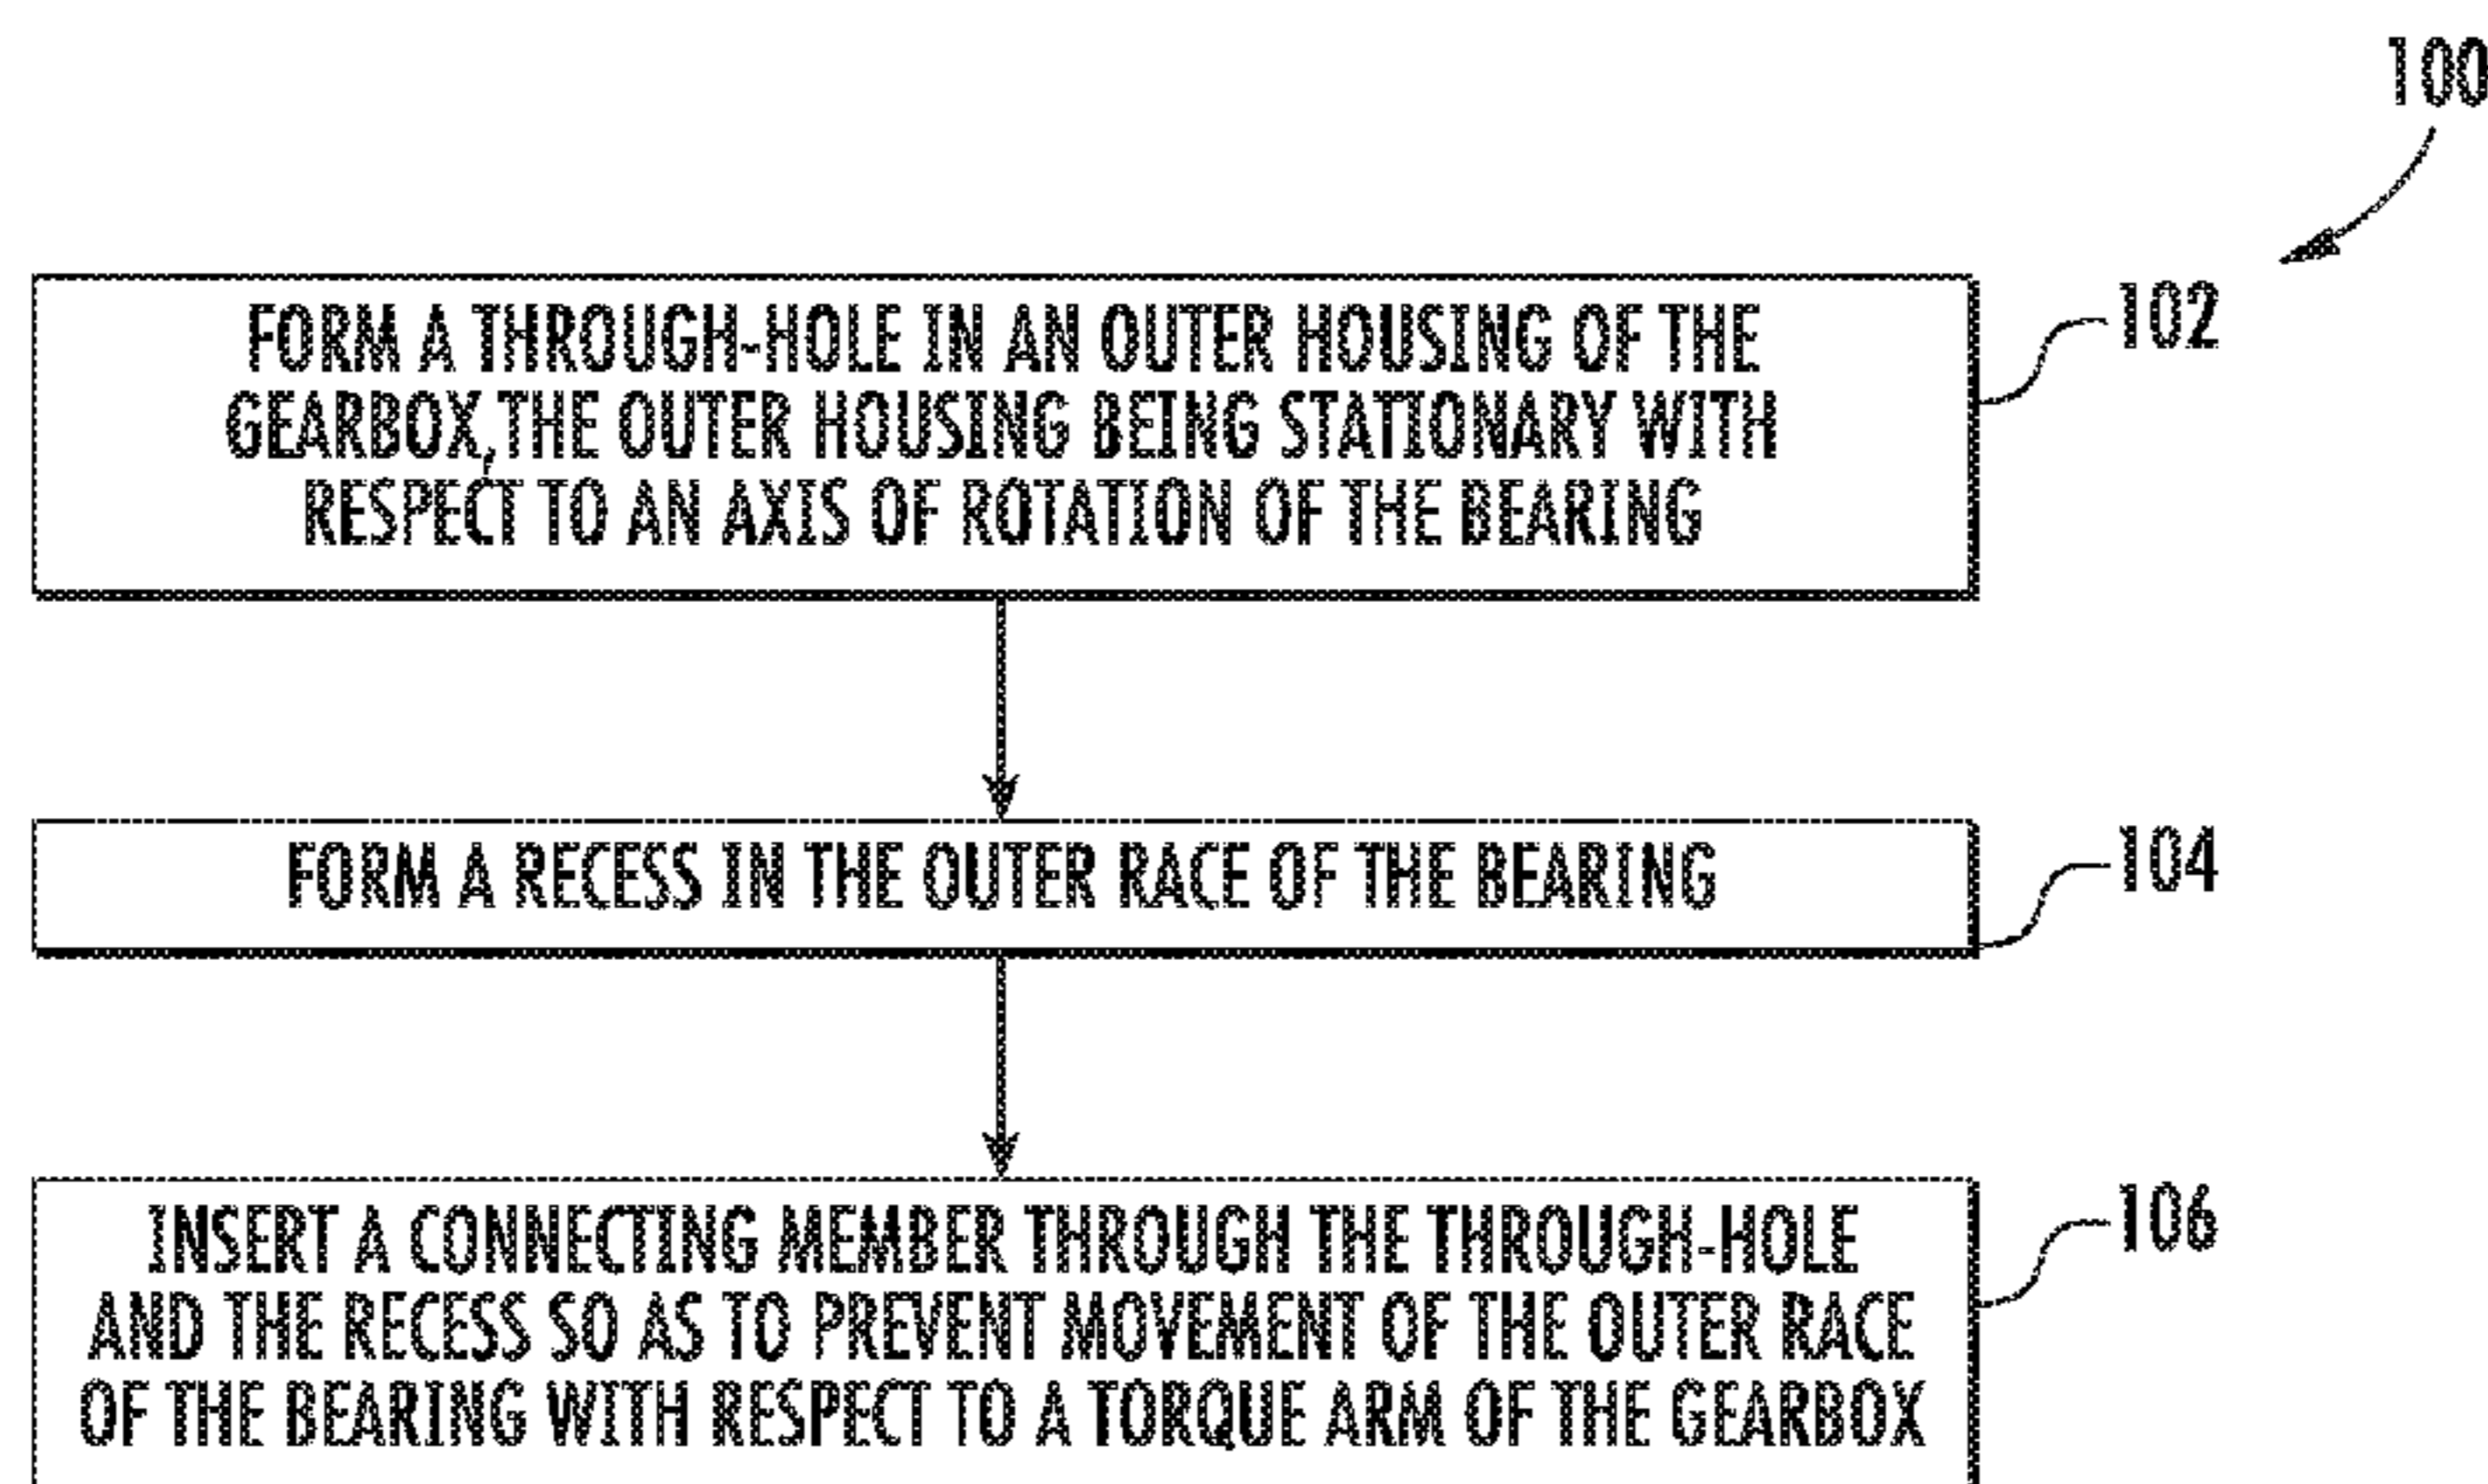 100
FORM A THROUGH-HOLE IN AN OUTER HOUSING OF THE
GEARBOX, THE OUTER HOUSING BEING STATIONARY WITH
RESPECT TO AN AXIS OF ROTATION OF THE BEARING
102
FORM A RECESS IN THE OUTER RACE OF THE BEARING
104
INSERT A CONNECTING MEMBER THROUGH THE THROUGH-HOLE
AND THE RECESS SO AS TO PREVENT MOVEMENT OF THE OUTER RACE
OF THE BEARING WITH RESPECT TO A TORQUE ARM OF THE GEARBOX
106